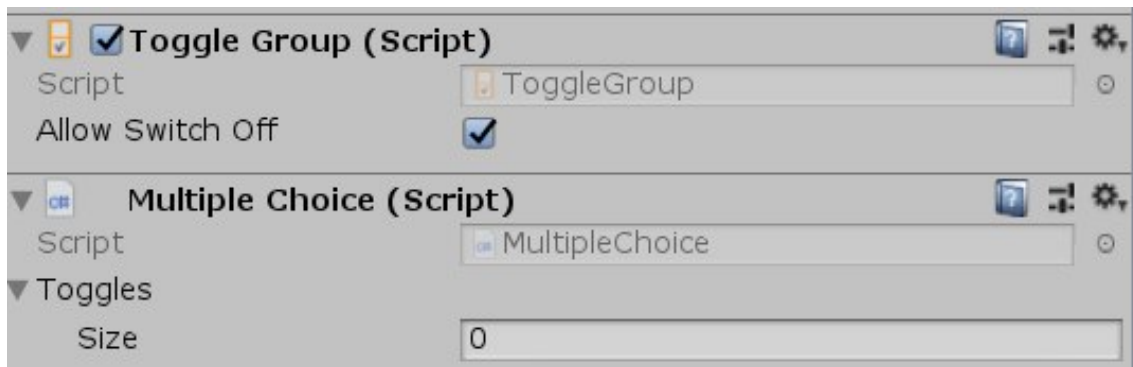 Toggle Group (Script)
Script ToggleGroup
Allow Switch Off
C# Multiple Choice (Script)
Script C# MultipleChoice
Toggles
Size 0